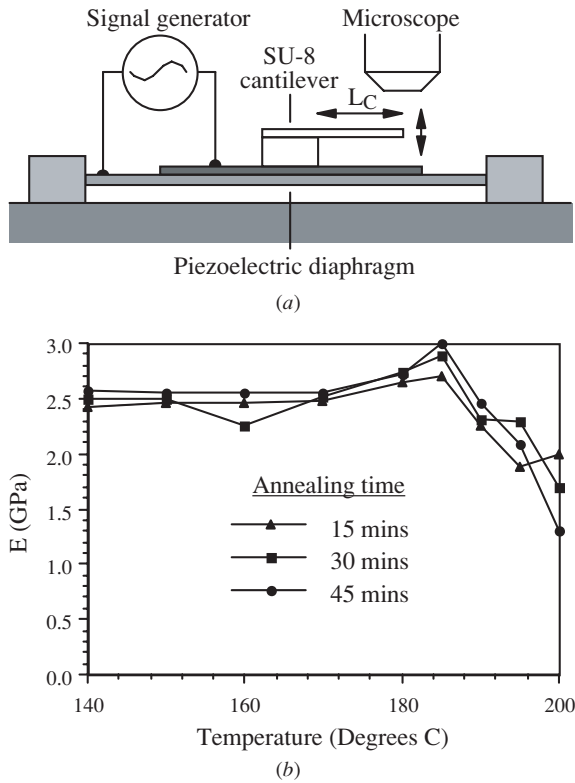 Signal generator
Microscope
SU-8
cantilever
LC
Piezoelectric diaphragm
(a)
3.0
2.5
2.0
1.5
1.0
0.5
0.0
E (GPa)
Annealing time
15 mins
30 mins
45 mins
140 160 180 200
Temperature (Degrees C)
(b)